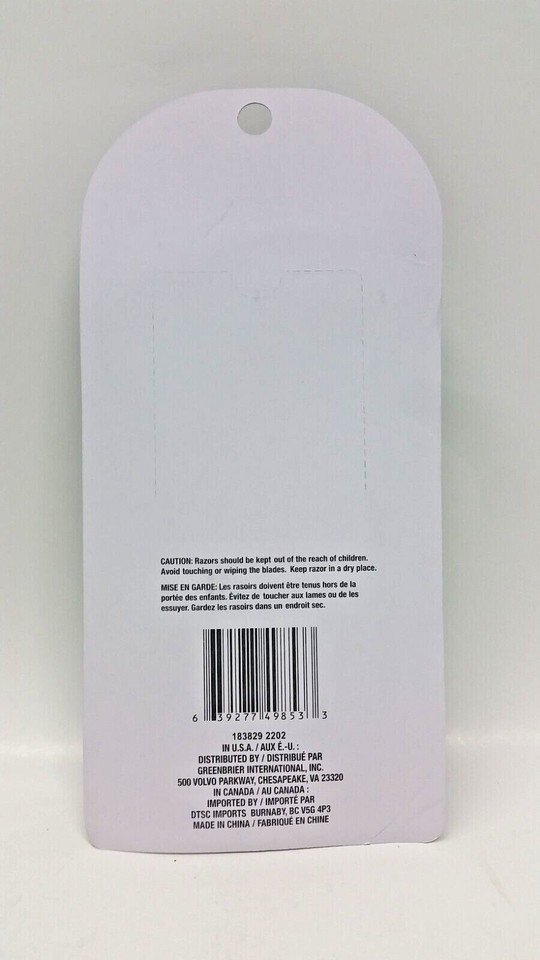 CAUTION: Razors should be kept out of the reach of children.
Avoid touching or wiping the blades. Keep razor in a dry place.
MISE EN GARDE: Les rasoirs doivent être tenus hors de la
portée des enfants. Évitez de toucher aux lames ou de les
essuyer. Gardez les rasoirs dans un endroit sec.
6 39277 49853 3
183829 2202
IN U.S.A. / AUX É.-U. :
DISTRIBUTED BY / DISTRIBUÉ PAR
GREENBRIER INTERNATIONAL, INC.
500 VOLVO PARKWAY, CHESAPEAKE, VA 23320
IN CANADA / AU CANADA :
IMPORTED BY / IMPORTÉ PAR
DTSC IMPORTS BURNABY, BC V5G 4P3
MADE IN CHINA / FABRIQUÉ EN CHINE